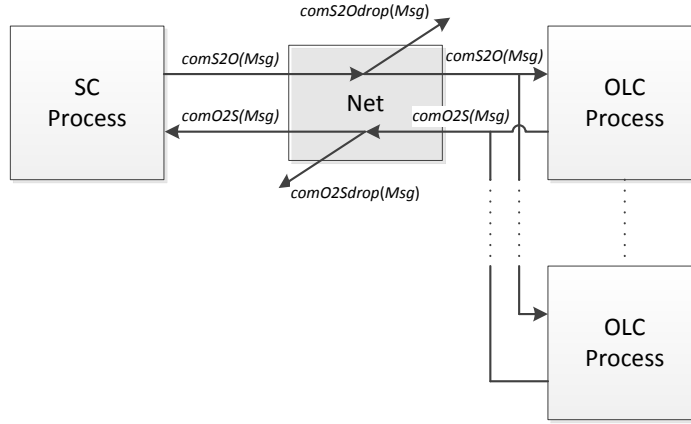 comS2Odrop(Msg)
SC
Process
comS2O(Msg)
Net
comS2O(Msg)
OLC
Process
comO2S(Msg)
comO2S(Msg)
comO2Sdrop(Msg)
OLC
Process